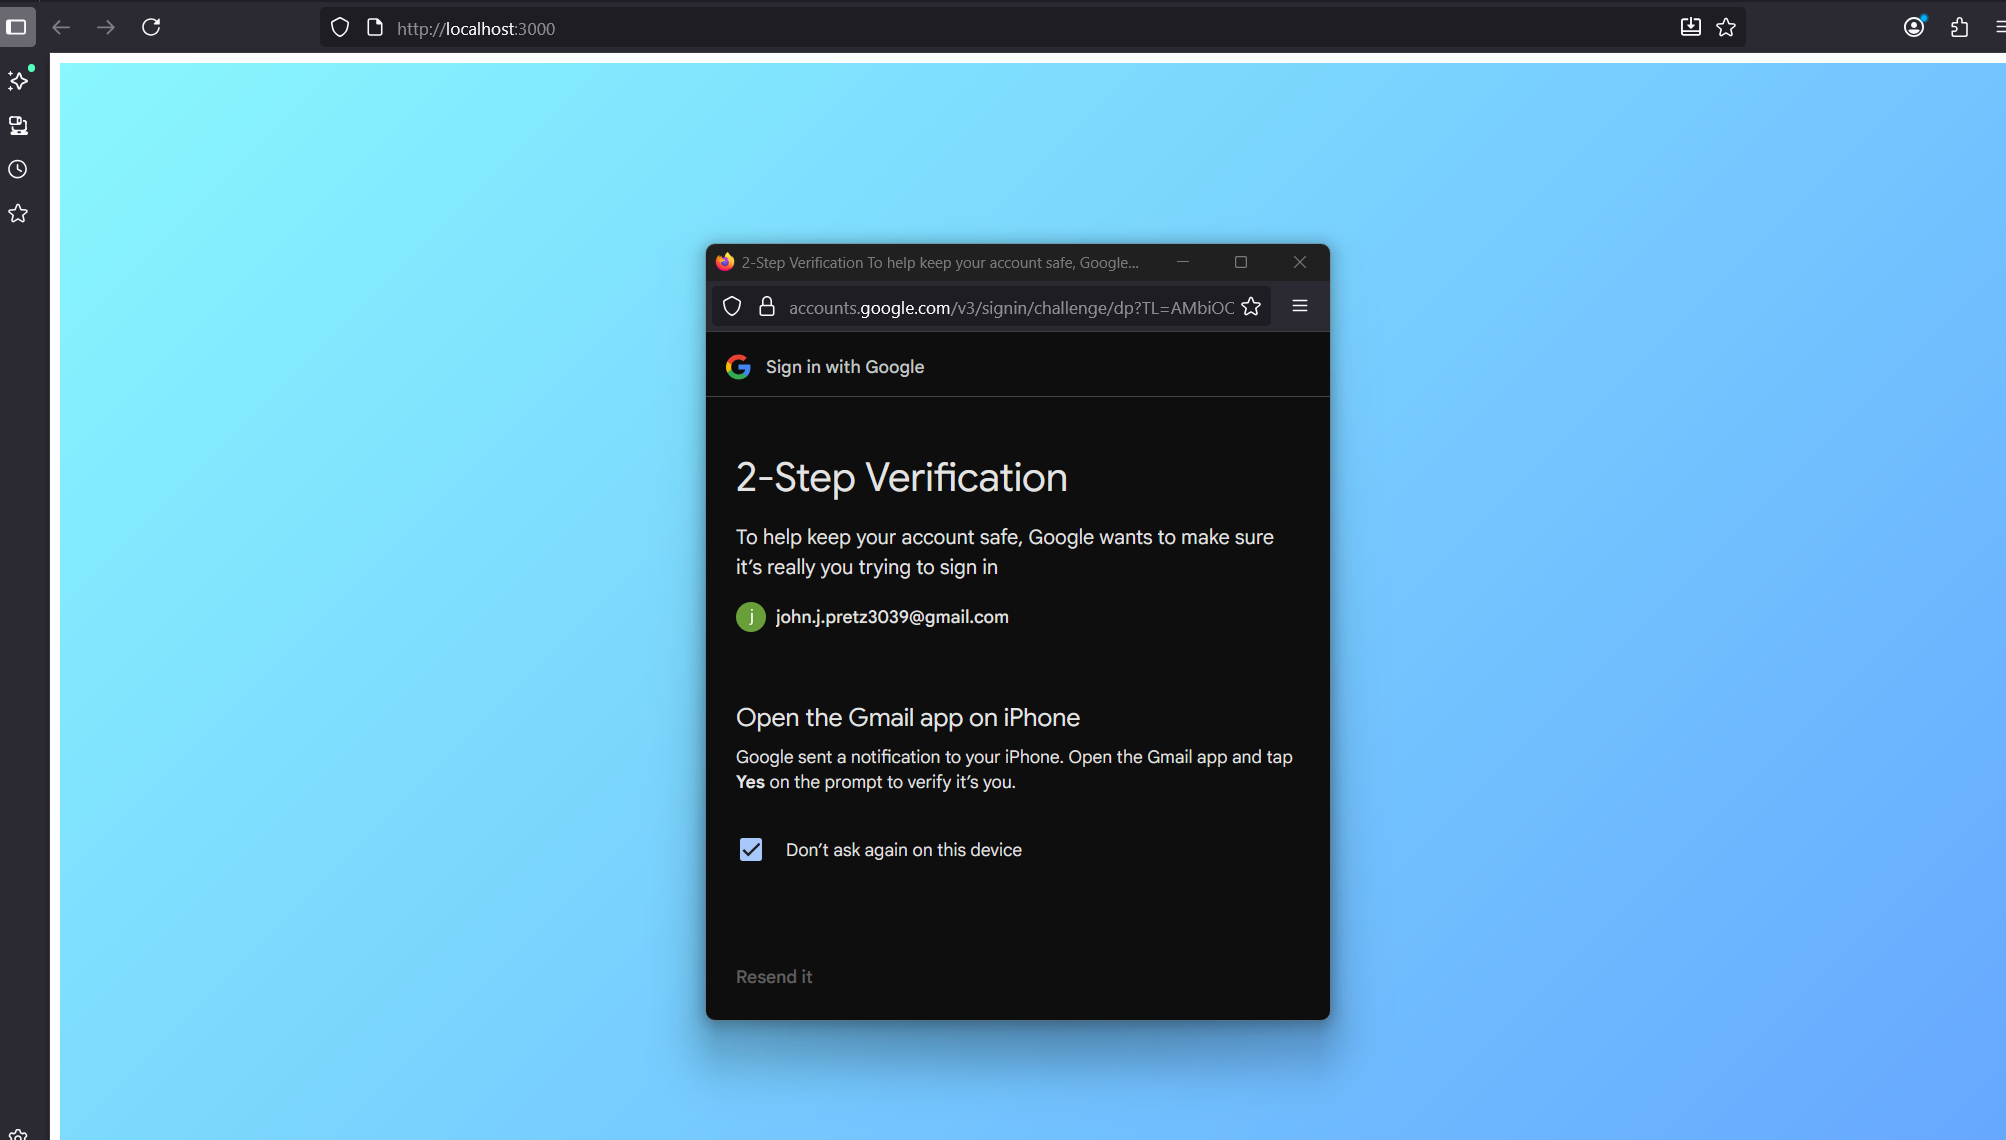 http://localhost:3000
2-Step Verification To help keep your account safe, Google...
accounts.google.com/v3/signin/challenge/dp?TL=AMbiOC
Sign in with Google
2-Step Verification
To help keep your account safe, Google wants to make sure
it's really you trying to sign in
j john.j.pretz3039@gmail.com
Open the Gmail app on iPhone
Google sent a notification to your iPhone. Open the Gmail app and tap
Yes on the prompt to verify it's you.
Don't ask again on this device
Resend it